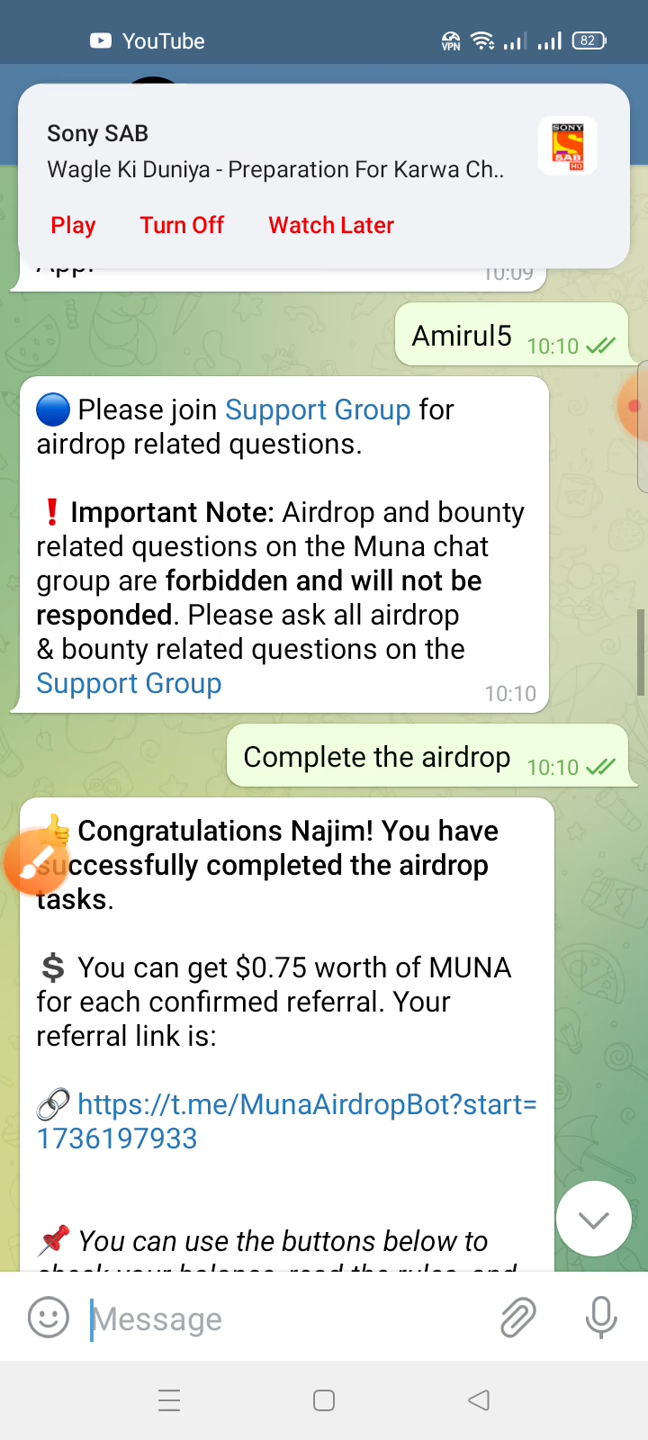 YouTube
VPN
82
Sony SAB
Wagle Ki Duniya - Preparation For Karwa Ch..
SONY
SAB
HD
Play Turn Off Watch Later
App.
10:09
Amirul5 10:10
Please join Support Group for
airdrop related questions.
Important Note: Airdrop and bounty
related questions on the Muna chat
group are forbidden and will not be
responded. Please ask all airdrop
& bounty related questions on the
Support Group
10:10
Complete the airdrop 10:10
Congratulations Najim! You have
successfully completed the airdrop
tasks.
$ You can get $0.75 worth of MUNA
for each confirmed referral. Your
referral link is:
https://t.me/MunaAirdropBot?start=
1736197933
You can use the buttons below to
check your balance, read the rules, and
Message